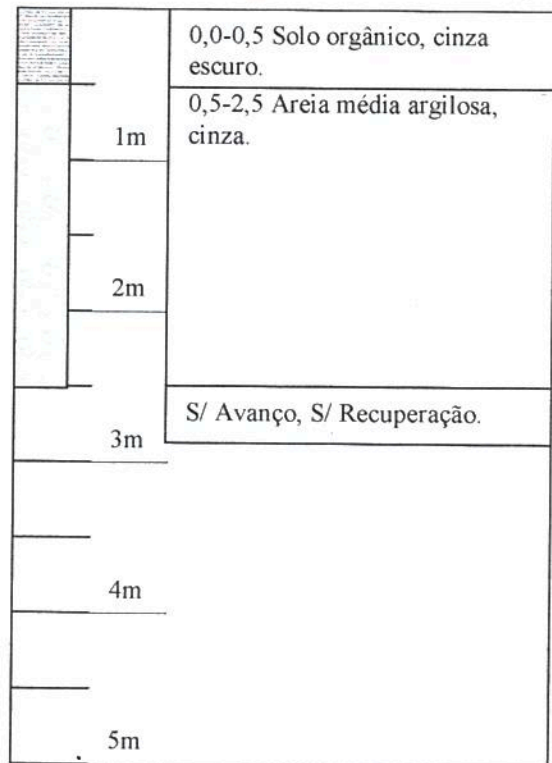 0,0-0,5 Solo orgânico, cinza
escuro.
0,5-2,5 Areia média argilosa,
cinza.
1m
2m
S/ Avanço, S/ Recuperação.
3m
4m
5m